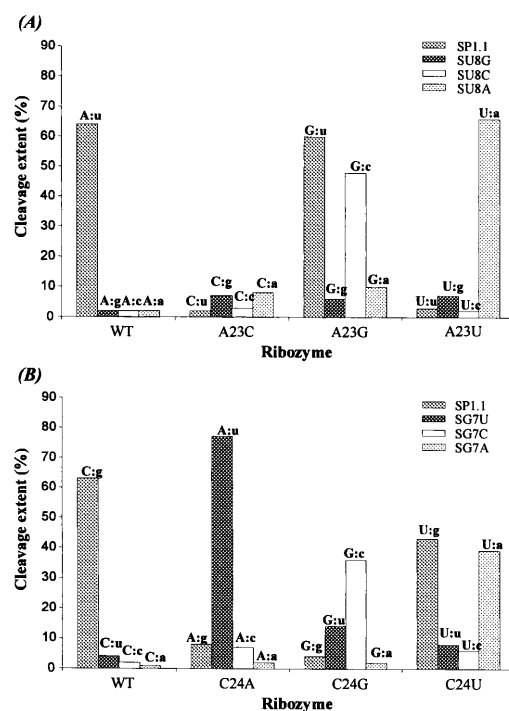 (A)
90
80
70
60
50
40
30
20
10
0
Cleavage extent (%)
SP1.1
SU8G
SU8C
SU8A
A:u
A:g
A:c
A:a
C:u
C:g
C:c
C:a
G:u
G:g
G:c
G:a
U:u
U:g
U:c
U:a
WT
A23C
A23G
A23U
Ribozyme
(B)
90
80
70
60
50
40
30
20
10
0
Cleavage extent (%)
SP1.1
SG7U
SG7C
SG7A
C:g
C:u
C:c
C:a
A:g
A:u
A:c
A:a
G:g
G:u
G:c
G:a
U:g
U:u
U:c
U:a
WT
C24A
C24G
C24U
Ribozyme